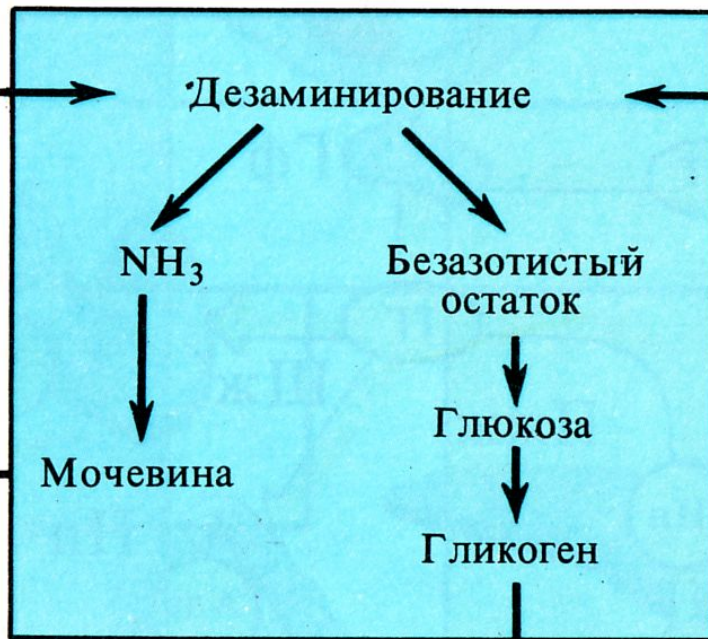 Дезаминирование
NH₃
Безазотистый
остаток
Глюкоза
Мочевина
Гликоген